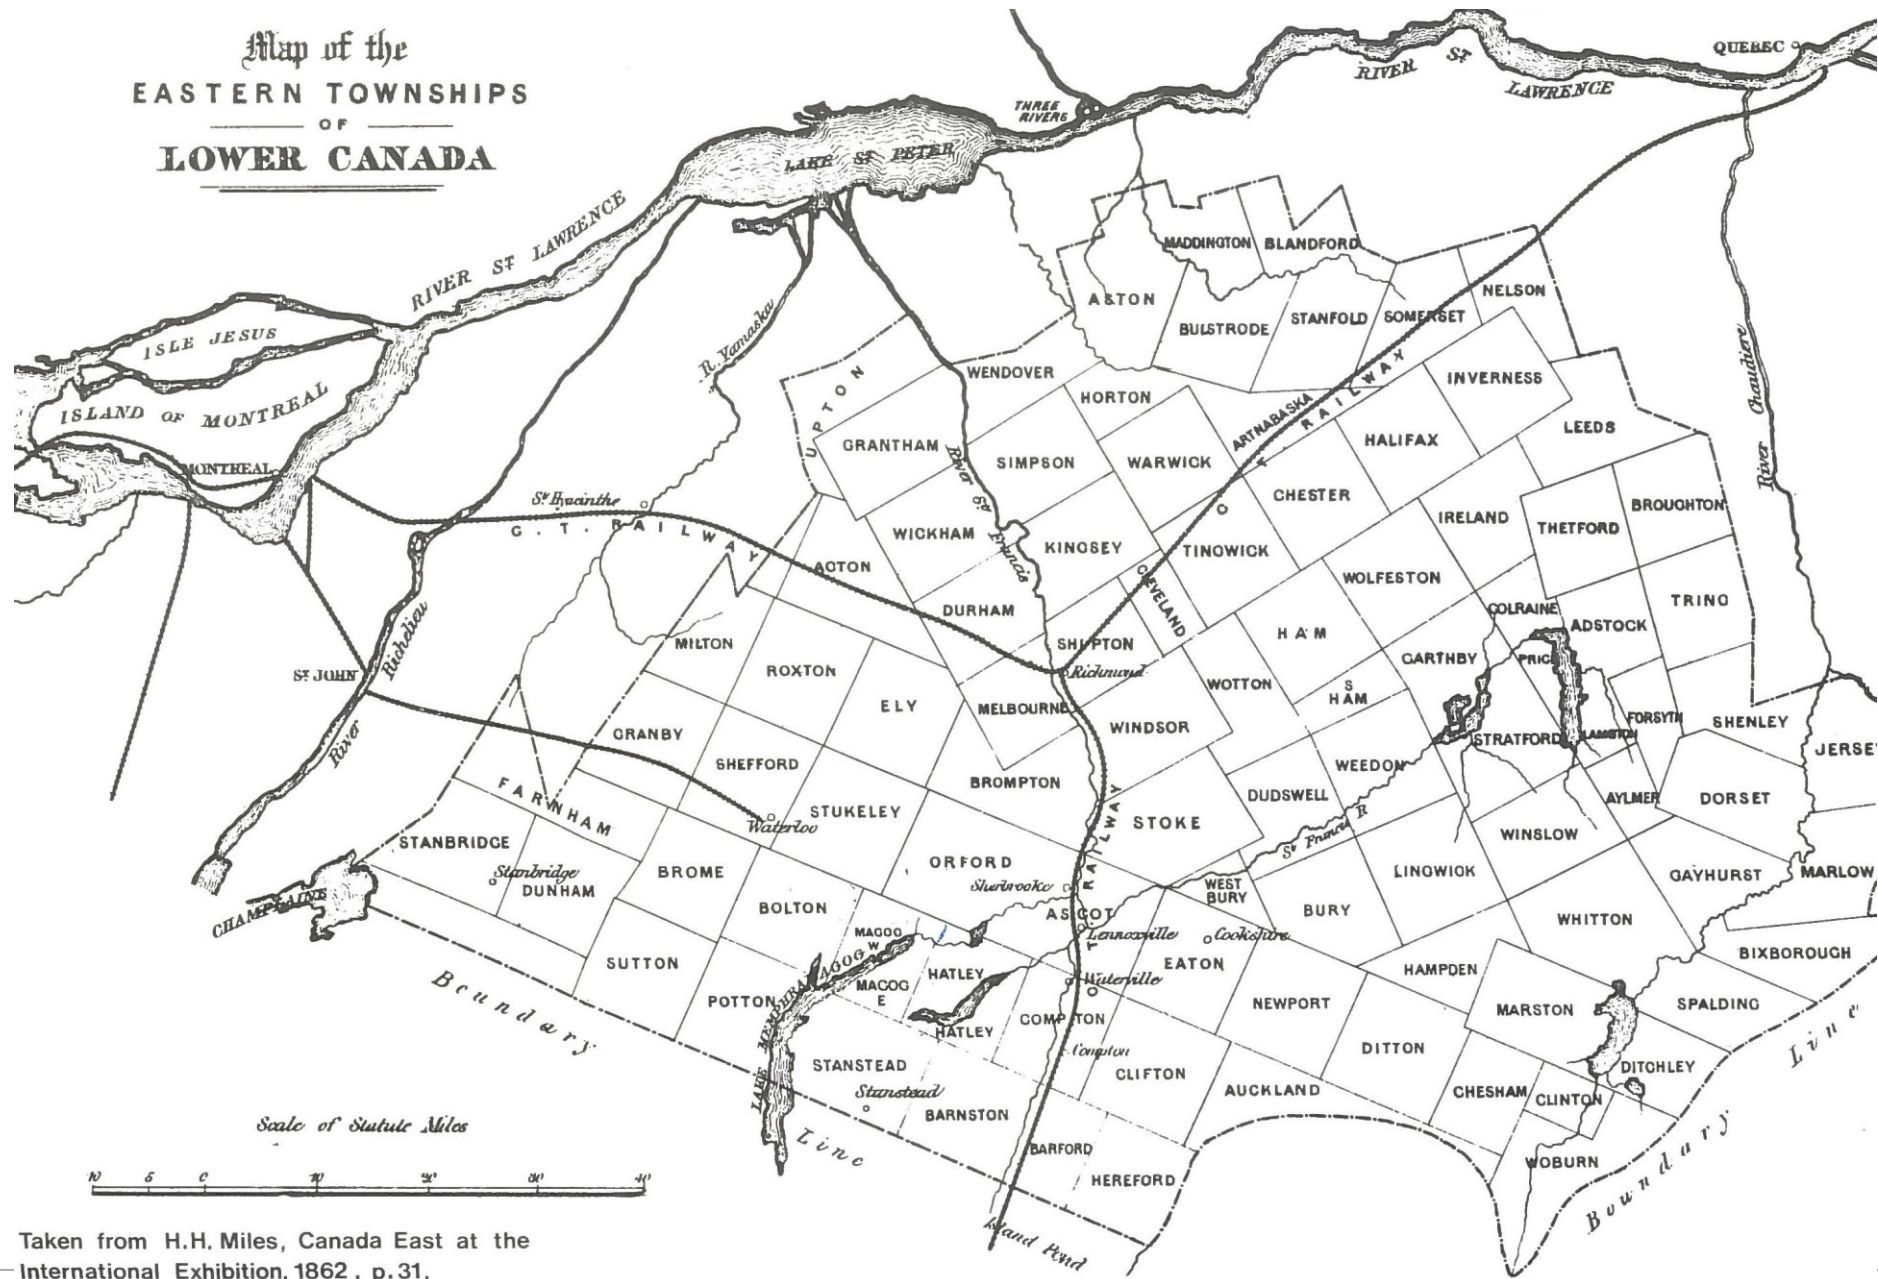 Map of the
EASTERN TOWNSHIPS
OF
LOWER CANADA
QUEBEC
RIVER ST
LAWRENCE
THREE
RIVERS
LAKE ST PETER
RIVER ST LAWRENCE
ISLE JESUS
ISLAND OF MONTREAL
MONTREAL
R. Yamaska
MADDINGTON
BLANDFORD
ASTON
BULSTRODE
STANFOLD
SOMERSET
NELSON
River Chaudiere
UPTON
WENDOVER
HORTON
INVERNESS
GRANTHAM
SIMPSON
WARWICK
ARTNABASKA
G. T. RAILWAY
HALIFAX
LEEDS
River St Francis
St Hyacinthe
G. T. RAILWAY
WICKHAM
KINGSEY
TINGWICK
CHESTER
IRELAND
THETFORD
BROUGHTON
ACTON
DURHAM
CLEVELAND
WOLFESTON
COLRAINE
ADSTOCK
TRING
MILTON
ROXTON
SHIPTON
Richmond
HAM
GARTHBY
PRICE
ST JOHN
River Richelieu
ELY
MELBOURNE
WINDSOR
WOTTON
S
HAM
STRATFORD
LAMBTON
FORSYTH
SHENLEY
JERSEY
GRANBY
SHEFFORD
BROMPTON
WEEDON
DUDSWELL
AYLMER
DORSET
FARNHAM
Waterloo
STUKELEY
STOKE
St Francis R
WINSLOW
STANBRIDGE
Stanbridge
DUNHAM
BROME
ORFORD
Sherbrooke
G. T. RAILWAY
WEST
BURY
LINGWICK
GAYHURST
MARLOW
CHAMPLAINE
BOLTON
ASCOT
Lennoxville
Cookshire
BURY
WHITTON
BIXBOROUGH
SUTTON
MAGOG
W
HATLEY
Waterville
EATON
HAMPDEN
POTTON
LAKE MEMPHRAMAGOG
MAGOG
E
HATLEY
COMPTON
NEWPORT
MARSTON
SPALDING
STANSTEAD
Stanstead
Compton
CLIFTON
DITTON
DITCHLEY
BARNSTON
AUCKLAND
CHESHAM
CLINTON
BARFORD
HEREFORD
WOBURN
Boundary Line
Boundary Line
Island Pond
Scale of Statute Miles
10 5 0 10 20 30 40
Taken from H.H. Miles, Canada East at the
International Exhibition, 1862, p.31.